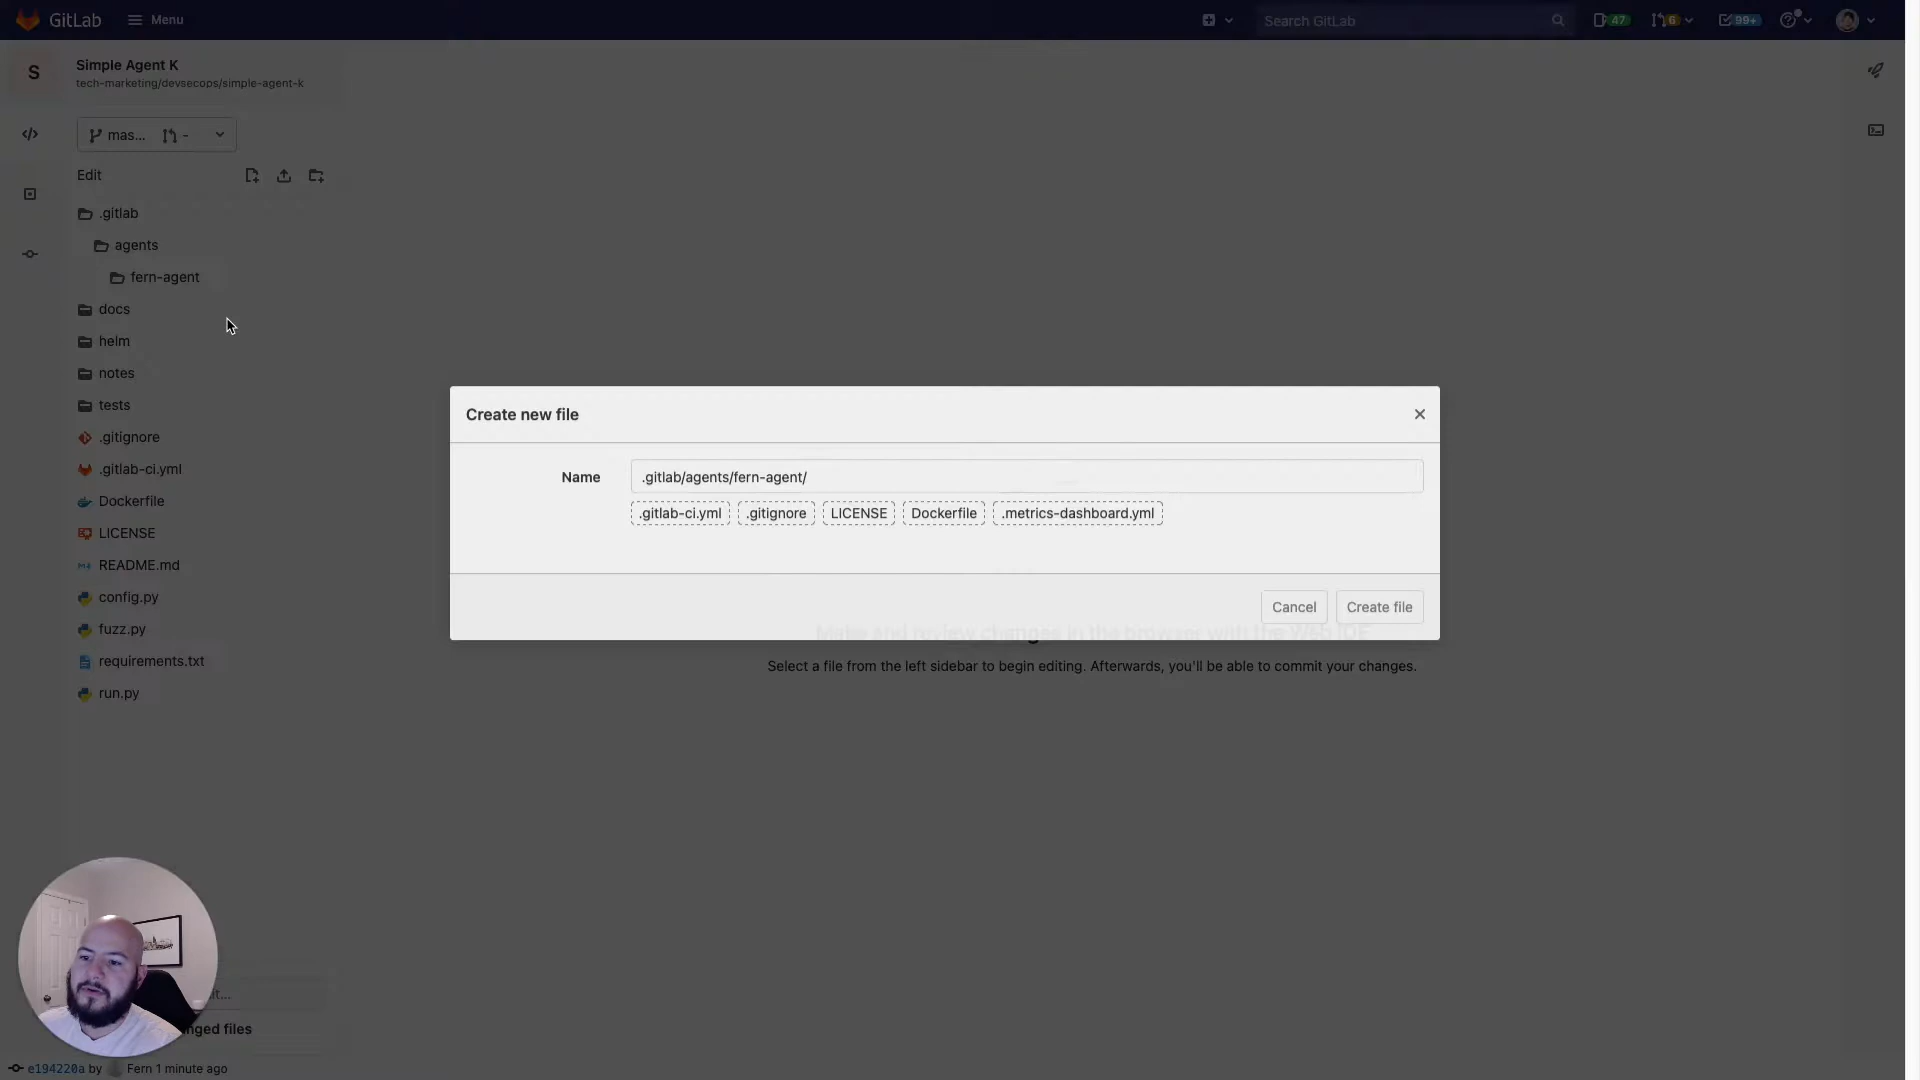 GitLab
Menu
Search GitLab
47
6
99+
S
Simple Agent K
tech-marketing/devsecops/simple-agent-k
mas...
-
Edit
.gitlab
agents
fern-agent
docs
helm
notes
tests
.gitignore
.gitlab-ci.yml
Dockerfile
LICENSE
README.md
config.py
fuzz.py
requirements.txt
run.py
Create new file
Name
.gitlab/agents/fern-agent/
.gitlab-ci.yml
.gitignore
LICENSE
Dockerfile
.metrics-dashboard.yml
Cancel
Create file
Make and review changes in the browser with the Web IDE
Select a file from the left sidebar to begin editing. Afterwards, you'll be able to commit your changes.
files
e194220a by Fern 1 minute ago